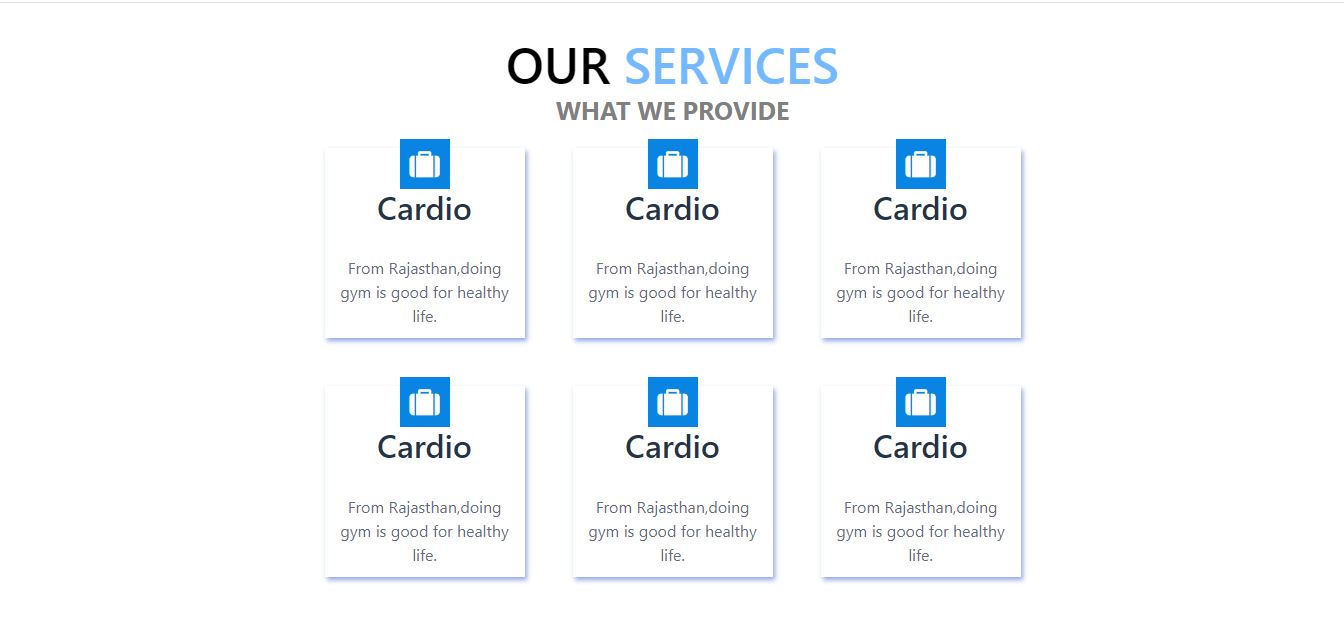 OUR SERVICES
WHAT WE PROVIDE
Cardio
From Rajasthan,doing
gym is good for healthy
life.
Cardio
From Rajasthan,doing
gym is good for healthy
life.
Cardio
From Rajasthan,doing
gym is good for healthy
life.
Cardio
From Rajasthan,doing
gym is good for healthy
life.
Cardio
From Rajasthan,doing
gym is good for healthy
life.
Cardio
From Rajasthan,doing
gym is good for healthy
life.